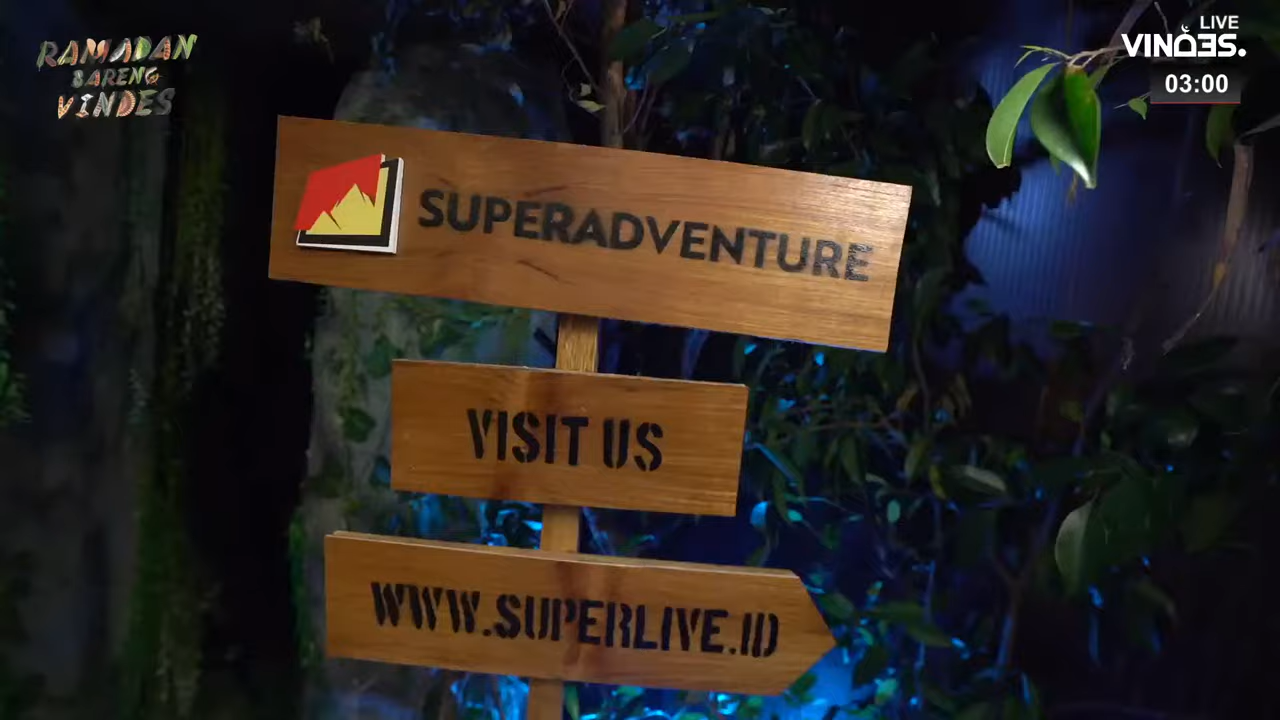 RAMADAN
BARENG
VINDES
LIVE
VINDES.
03:00
SUPERADVENTURE
VISIT US
WWW.SUPERLIVE.ID